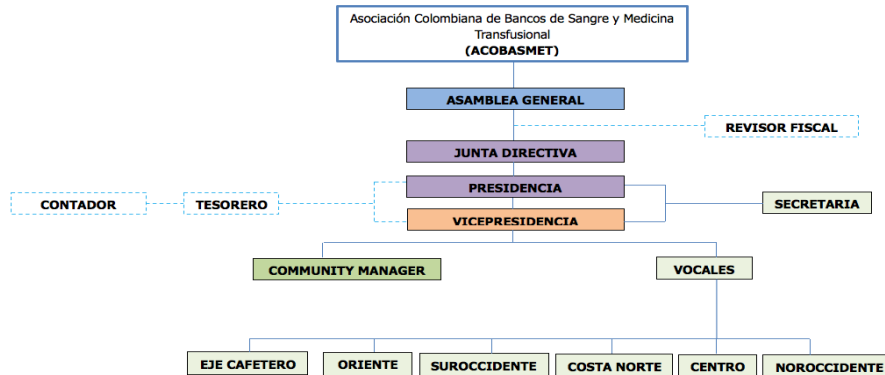 Asociación Colombiana de Bancos de Sangre y Medicina
Transfusional
(ACOBASMET)
ASAMBLEA GENERAL
REVISOR FISCAL
JUNTA DIRECTIVA
PRESIDENCIA
CONTADOR
TESORERO
SECRETARIA
VICEPRESIDENCIA
COMMUNITY MANAGER
VOCALES
EJE CAFETERO
ORIENTE
SUROCCIDENTE
COSTA NORTE
CENTRO
NOROCCIDENTE